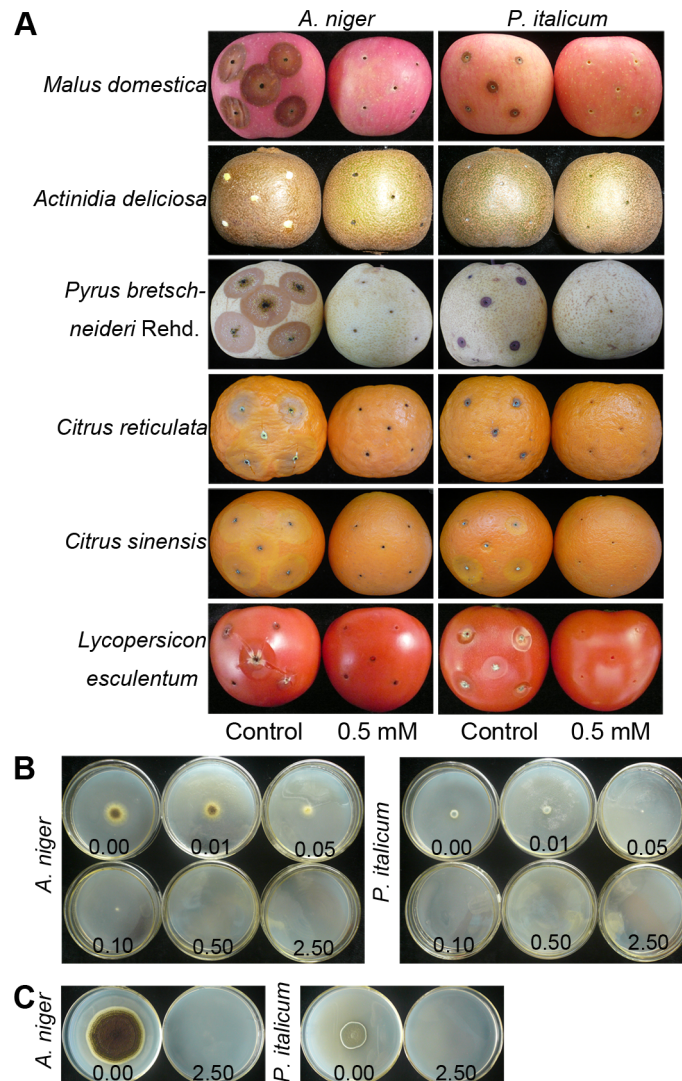 A
A. niger P. italicum
Malus domestica
Actinidia deliciosa
Pyrus bretsch-
neideri Rehd.
Citrus reticulata
Citrus sinensis
Lycopersicon
esculentum
Control 0.5 mM Control 0.5 mM
B
A. niger
0.00 0.01 0.05
0.10 0.50 2.50
P. italicum
0.00 0.01 0.05
0.10 0.50 2.50
C
A. niger
0.00 2.50
P. italicum
0.00 2.50